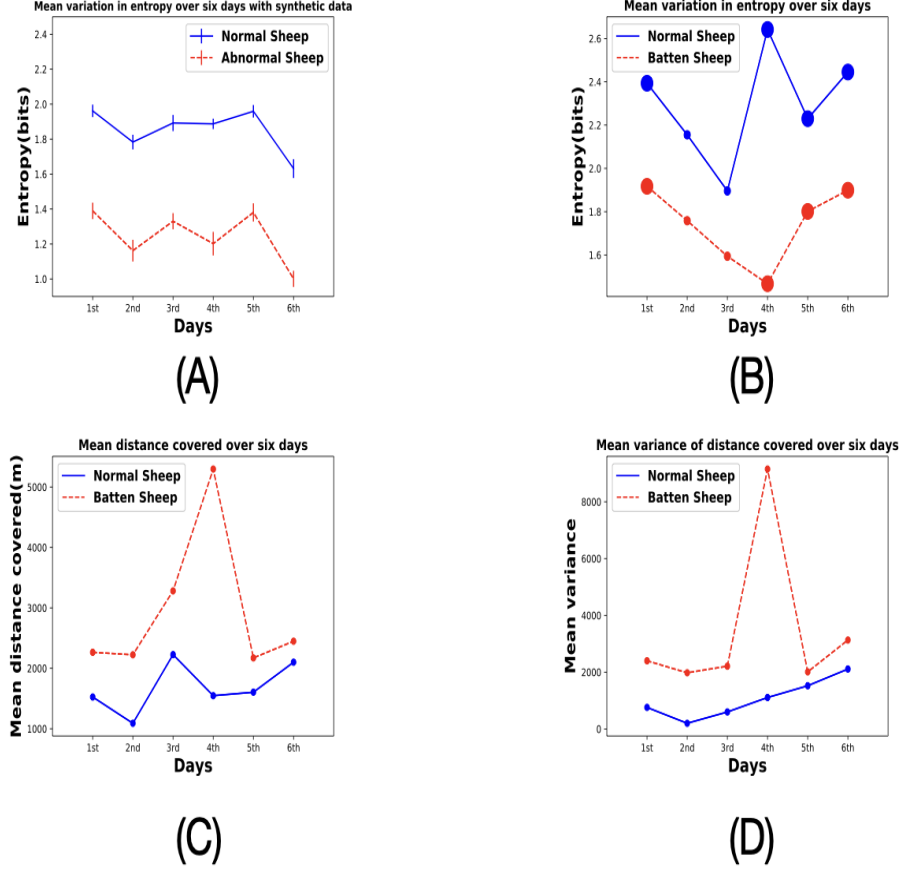 Mean variation in entropy over six days with synthetic data
Normal Sheep
Abnormal Sheep
Entropy(bits)
2.4
2.2
2.0
1.8
1.6
1.4
1.2
1.0
1st 2nd 3rd 4th 5th 6th
Days
(A)
Mean variation in entropy over six days
Normal Sheep
Batten Sheep
Entropy(bits)
2.6
2.4
2.2
2.0
1.8
1.6
1st 2nd 3rd 4th 5th 6th
Days
(B)
Mean distance covered over six days
Normal Sheep
Batten Sheep
Mean distance covered(m)
5000
4000
3000
2000
1000
1st 2nd 3rd 4th 5th 6th
Days
(C)
Mean variance of distance covered over six days
Normal Sheep
Batten Sheep
Mean variance
8000
6000
4000
2000
0
1st 2nd 3rd 4th 5th 6th
Days
(D)